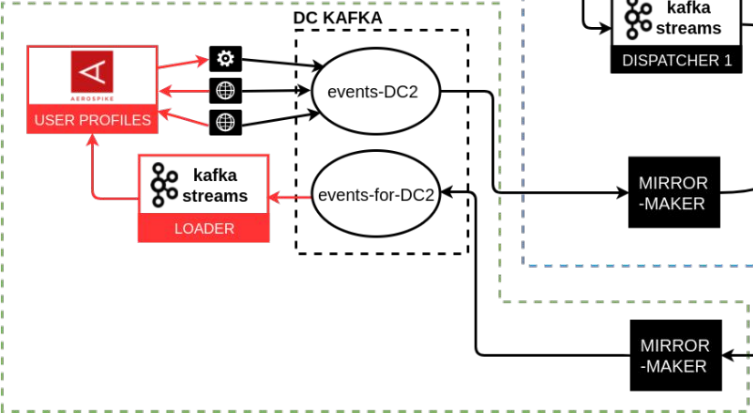 DC KAFKA
kafka
streams
DISPATCHER 1
AEROSPIKE
USER PROFILES
events-DC2
kafka
streams
LOADER
events-for-DC2
MIRROR
-MAKER
MIRROR
-MAKER